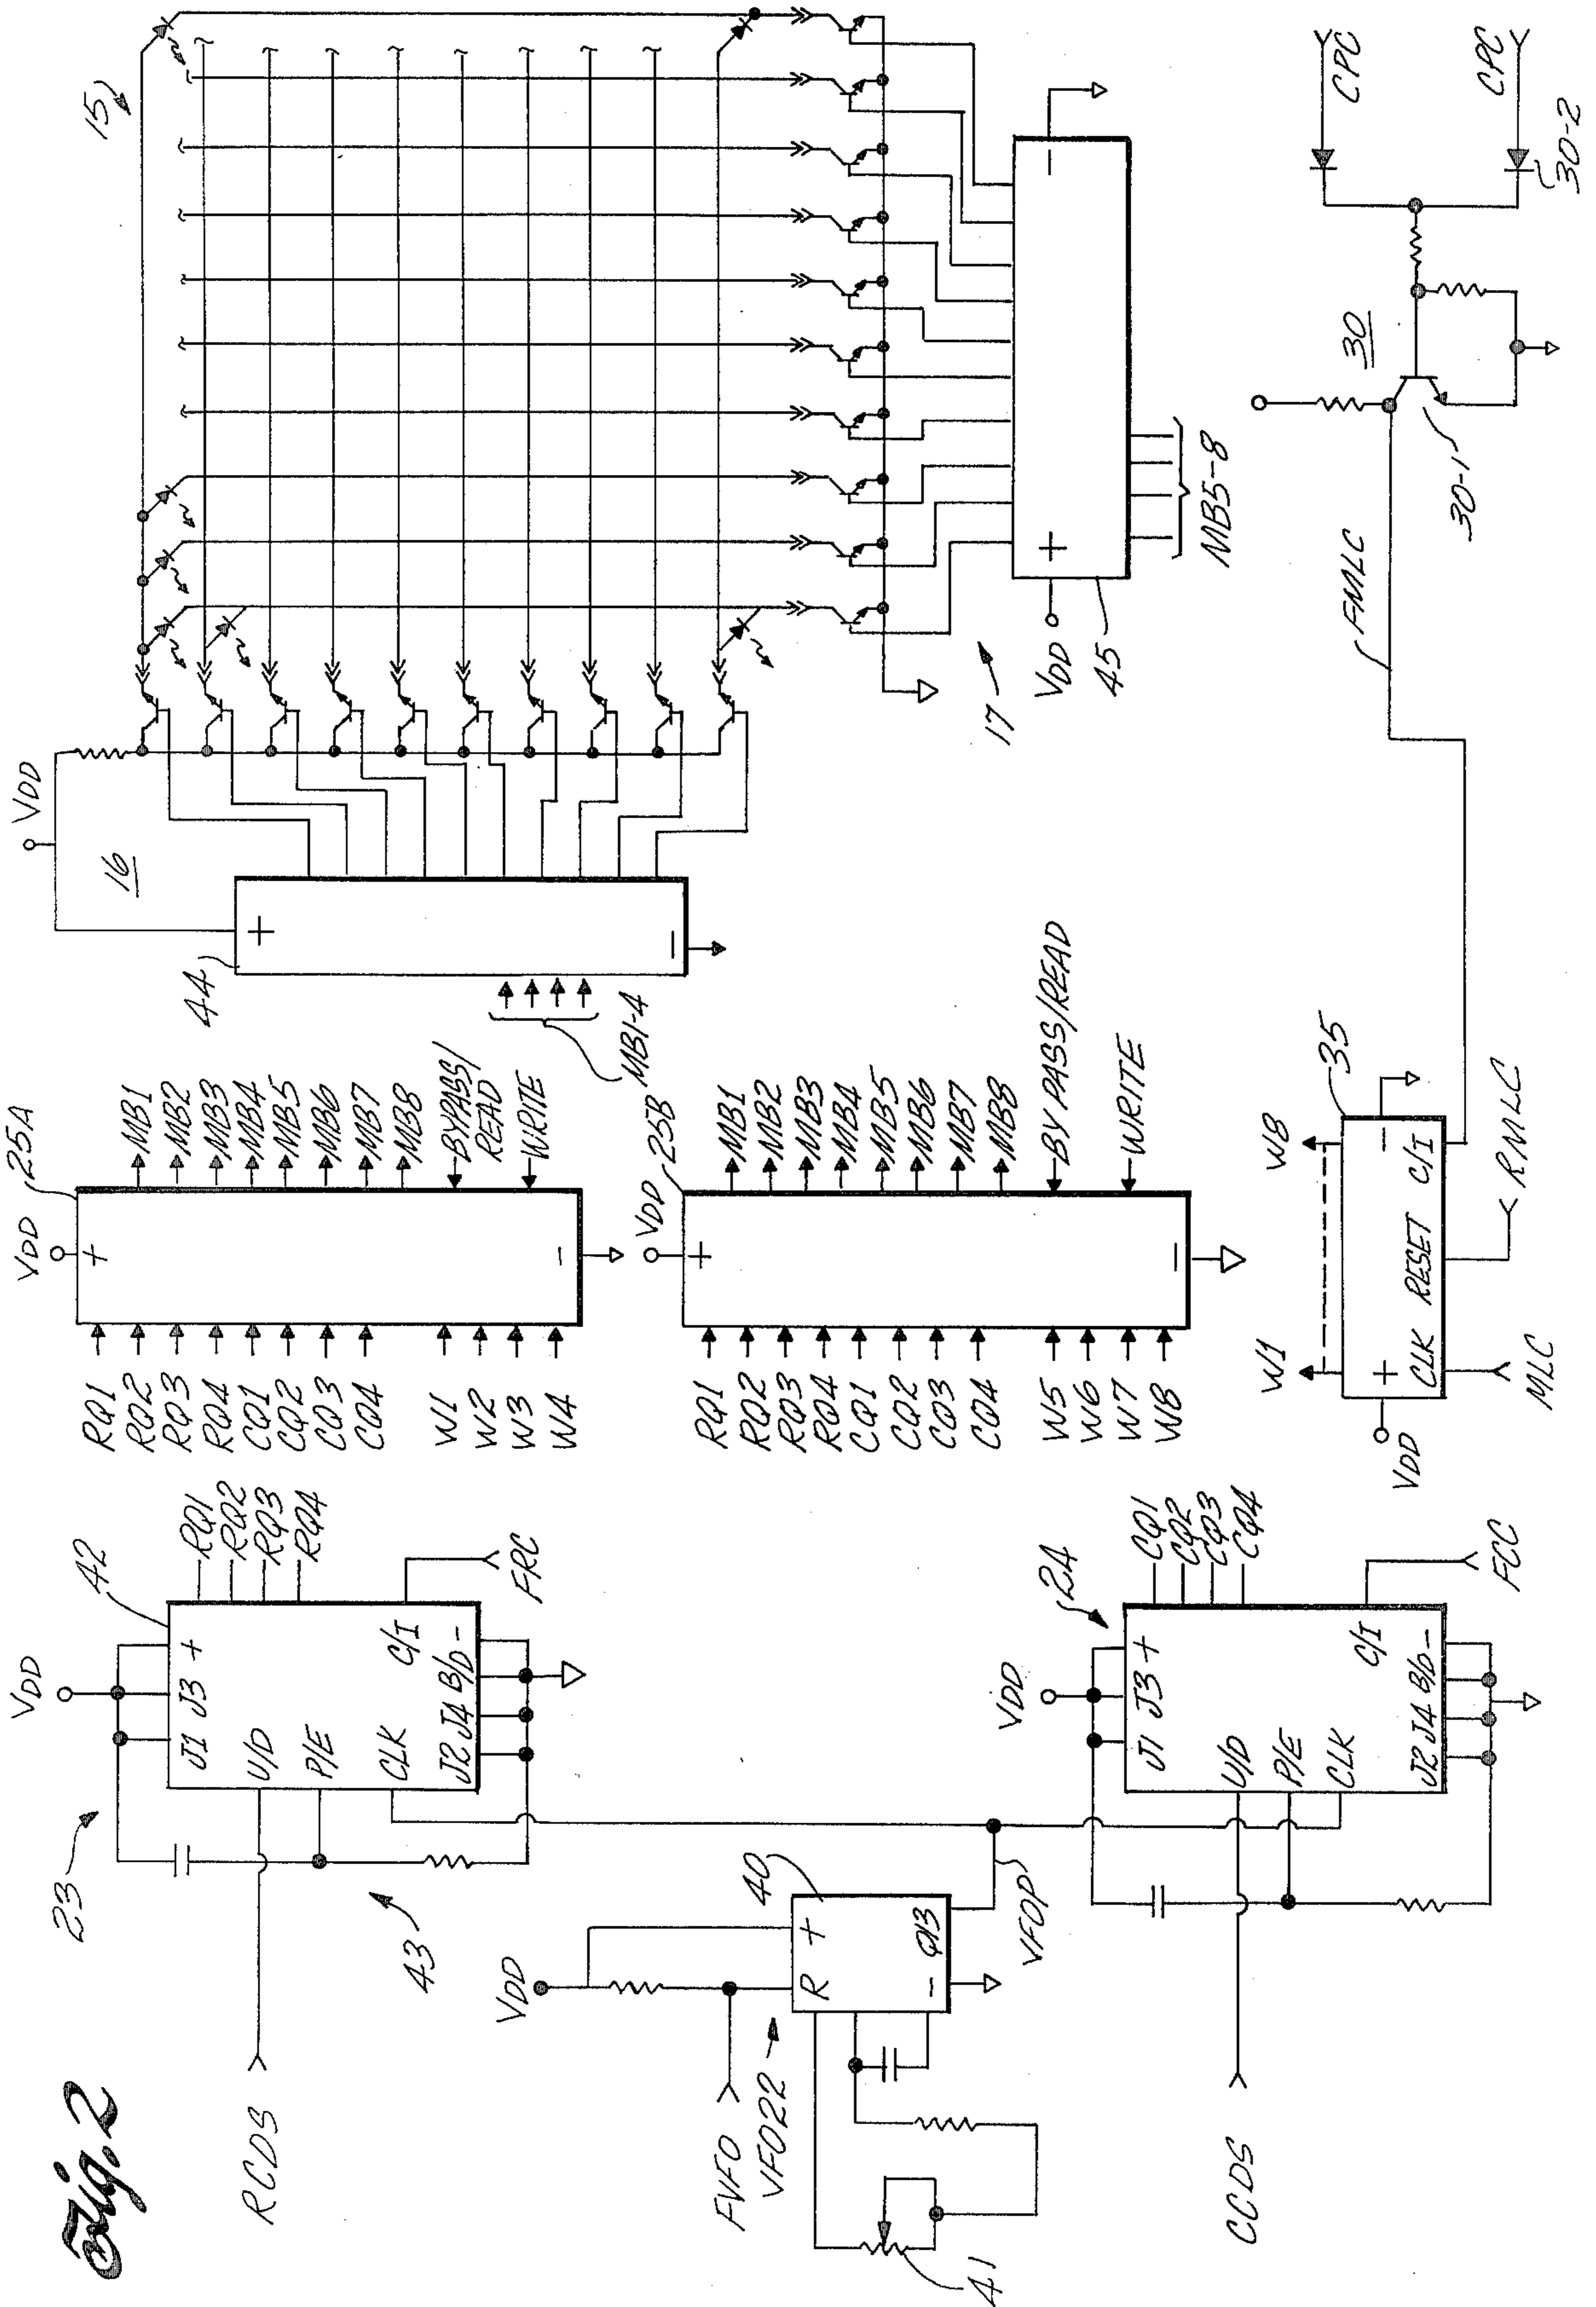 Fig. 2
RCDS
23
43
VDD
J1 J3 +
U/D
P/E
CLK
C/I
J2 J4 B/D -
42
RQ1
RQ2
RQ3
RQ4
FRC
VDD
FVFO
VFO22
R +
- Q13
40
41
VFOP
CCDS
VDD
J1 J3 +
U/D
P/E
CLK
C/I
J2 J4 B/D -
24
CQ1
CQ2
CQ3
CQ4
FCC
VDD
25A
+
-
RQ1
RQ2
RQ3
RQ4
CQ1
CQ2
CQ3
CQ4
W1
W2
W3
W4
MB1
MB2
MB3
MB4
MB5
MB6
MB7
MB8
BYPASS/
READ
WRITE
VDD
25B
+
-
RQ1
RQ2
RQ3
RQ4
CQ1
CQ2
CQ3
CQ4
W5
W6
W7
W8
MB1
MB2
MB3
MB4
MB5
MB6
MB7
MB8
BY PASS/READ
WRITE
VDD
W1
W8
35
+ -
CLK RESET C/I
MLC
RMLC
VDD
16
44
+
-
MB1-4
15
17
VDD
45
+ -
MB5-8
FMLC
30
30-1
CPC
CPC
30-2